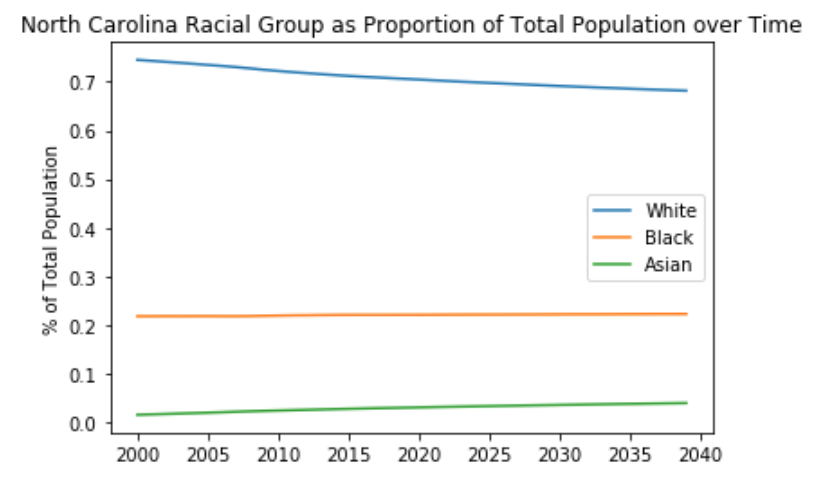 North Carolina Racial Group as Proportion of Total Population over Time
% of Total Population
0.7
0.6
0.5
0.4
0.3
0.2
0.1
0.0
White
Black
Asian
2000 2005 2010 2015 2020 2025 2030 2035 2040